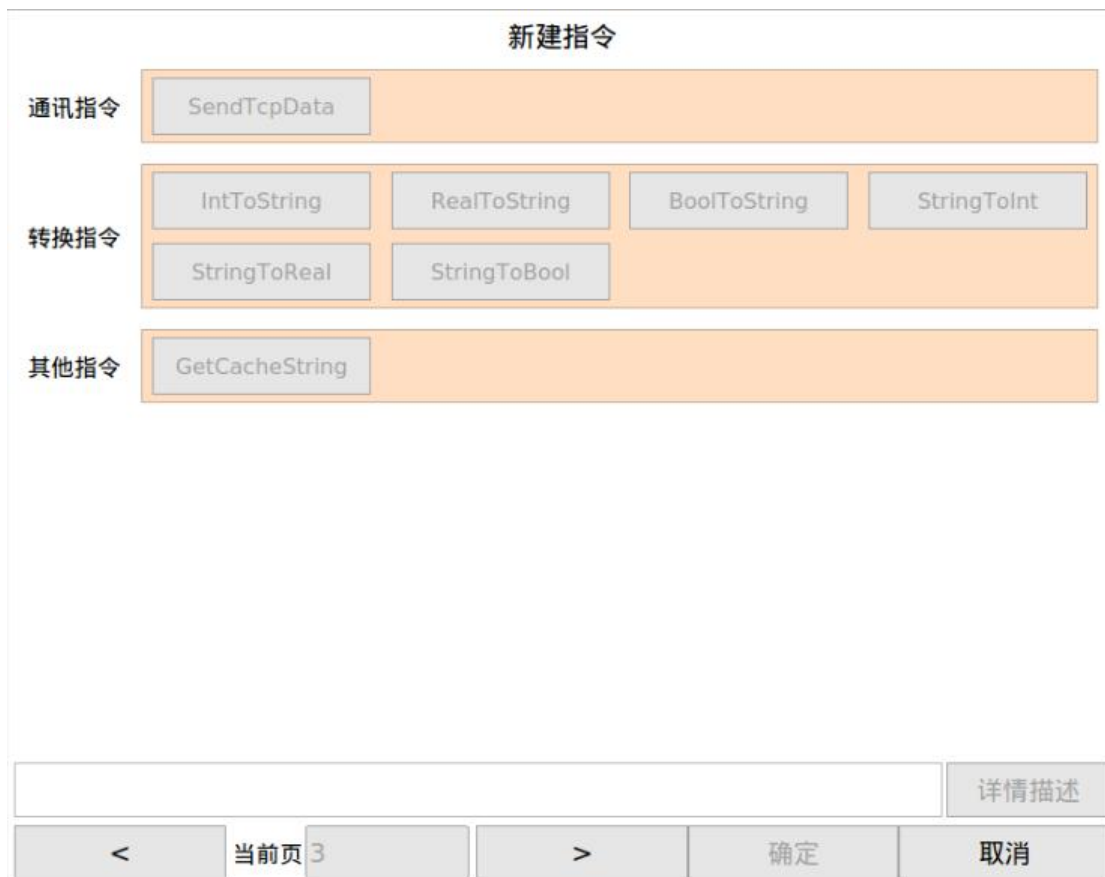 新建指令
通讯指令 SendTcpData
IntToString RealToString BoolToString StringToInt
转换指令
StringToReal StringToBool
其他指令 GetCacheString
详情描述
< 当前页 3 > 确定 取消